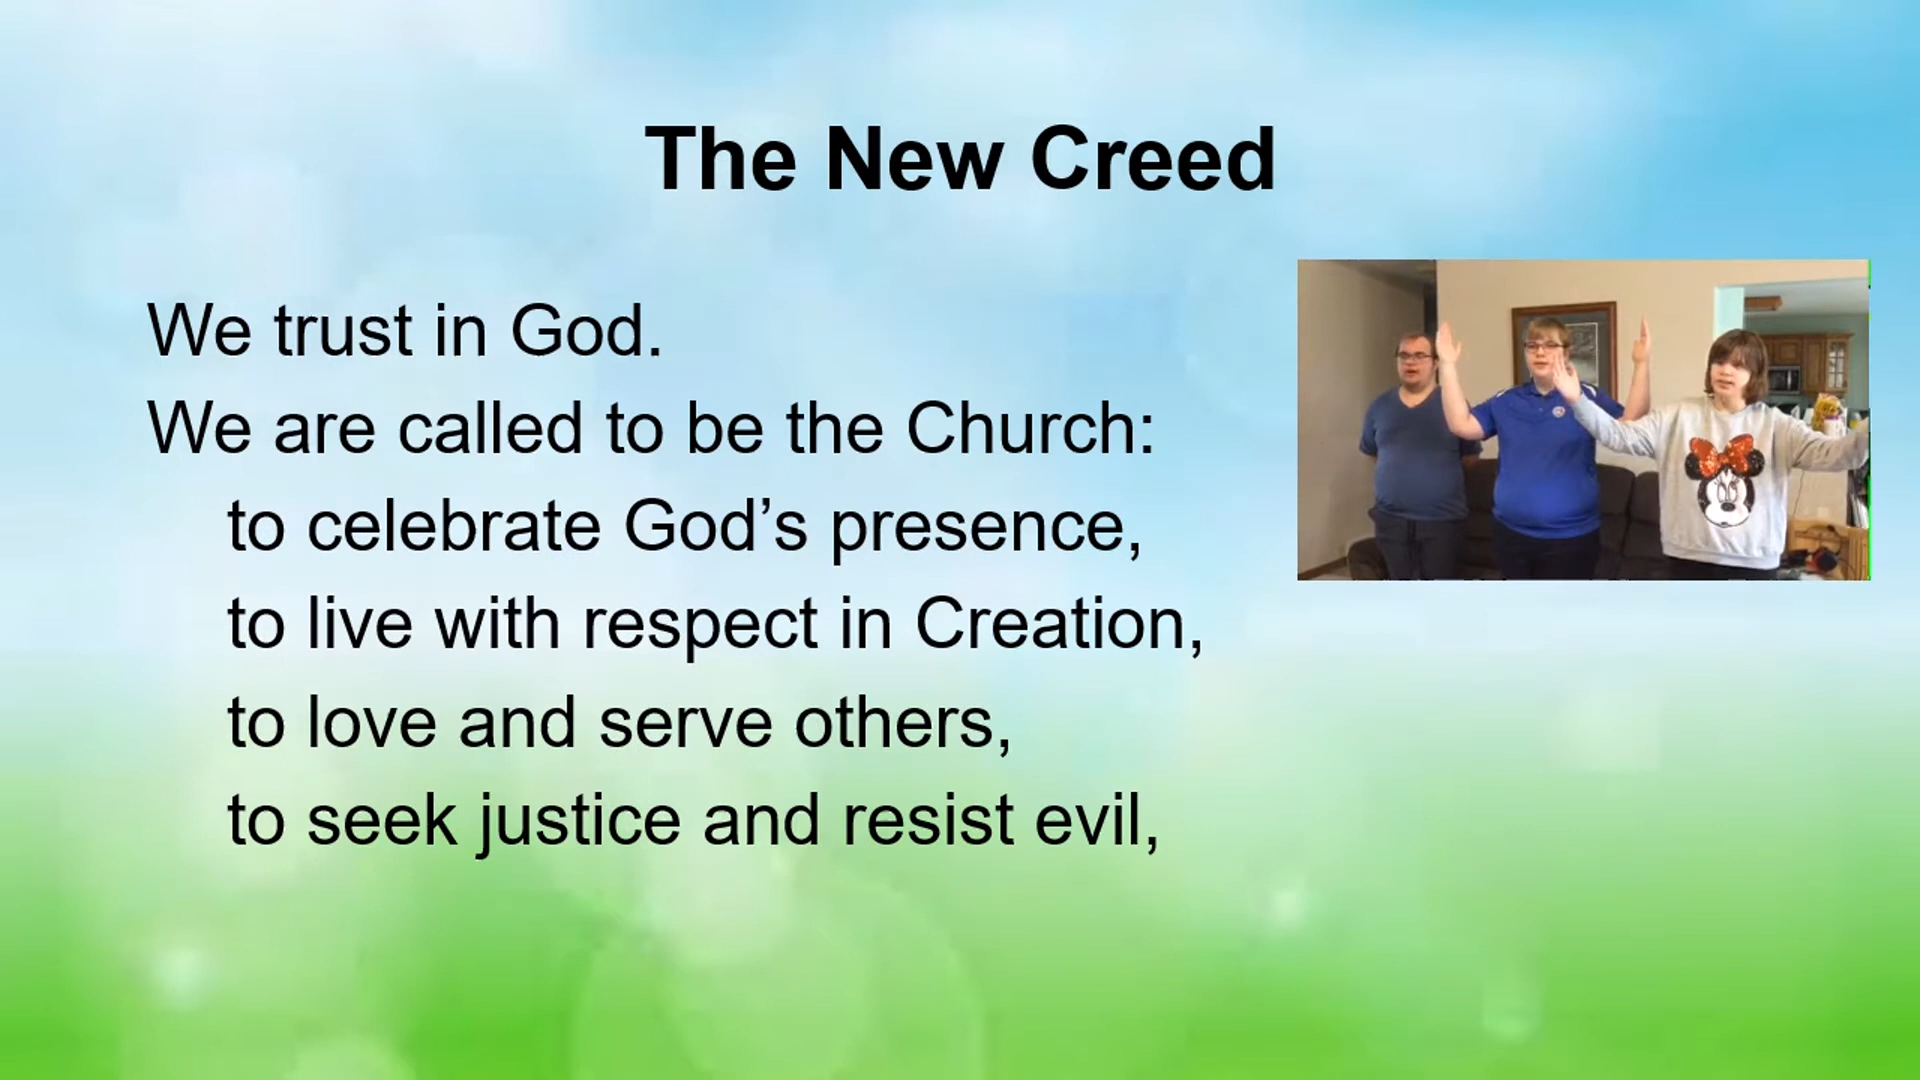 The New Creed
We trust in God.
We are called to be the Church:
to celebrate God’s presence,
to live with respect in Creation,
to love and serve others,
to seek justice and resist evil,